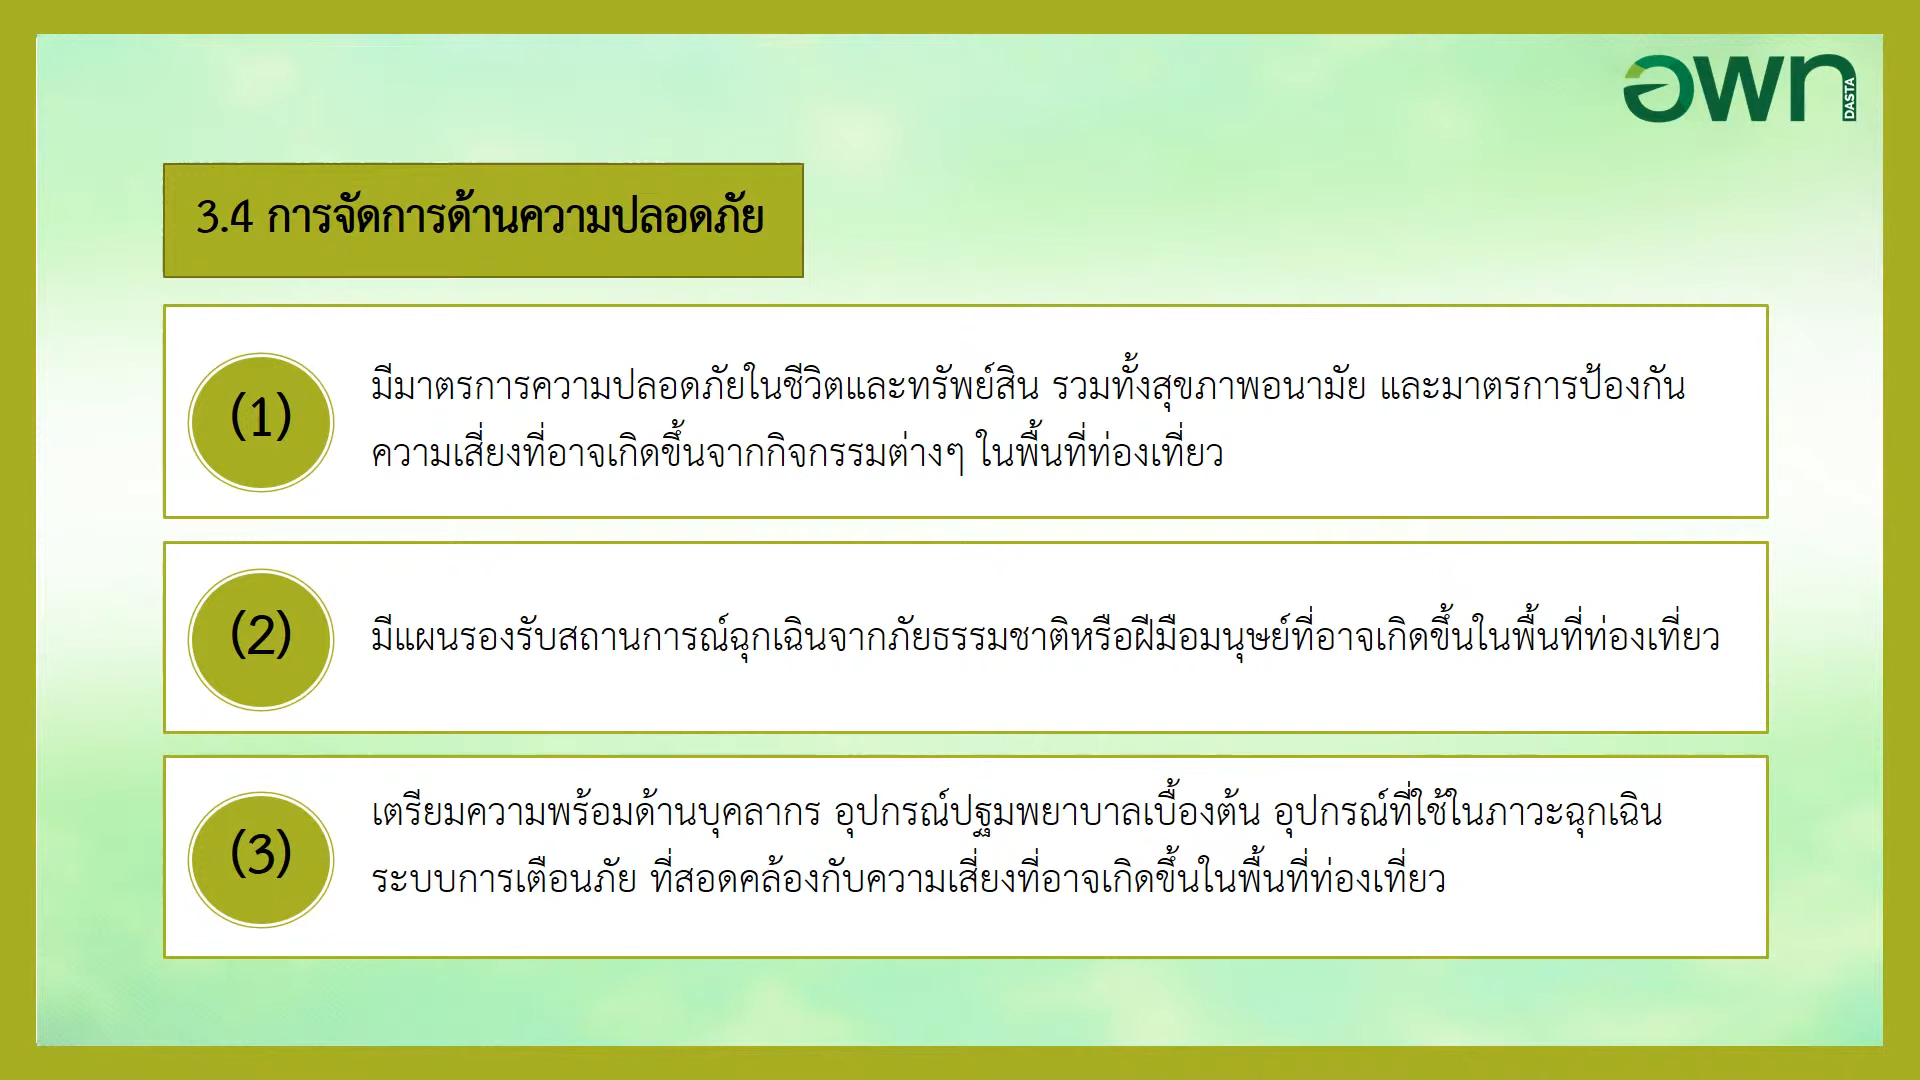 อพท
DASTA
3.4 การจัดการด้านความปลอดภัย
(1)
มีมาตรการความปลอดภัยในชีวิตและทรัพย์สิน รวมทั้งสุขภาพอนามัย และมาตรการป้องกัน
ความเสี่ยงที่อาจเกิดขึ้นจากกิจกรรมต่างๆ ในพื้นที่ท่องเที่ยว
(2)
มีแผนรองรับสถานการณ์ฉุกเฉินจากภัยธรรมชาติหรือฝีมือมนุษย์ที่อาจเกิดขึ้นในพื้นที่ท่องเที่ยว
(3)
เตรียมความพร้อมด้านบุคลากร อุปกรณ์ปฐมพยาบาลเบื้องต้น อุปกรณ์ที่ใช้ในภาวะฉุกเฉิน
ระบบการเตือนภัย ที่สอดคล้องกับความเสี่ยงที่อาจเกิดขึ้นในพื้นที่ท่องเที่ยว